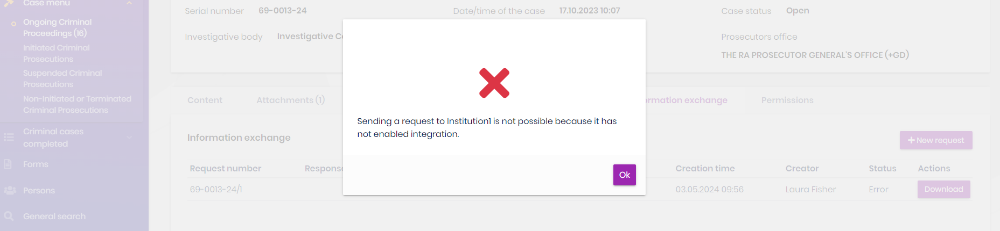 Case menu
Ongoing Criminal
Proceedings (16)
Initiated Criminal
Prosecutions
Suspended Criminal
Prosecutions
Non-Initiated or Terminated
Criminal Prosecutions
Criminal cases
completed
Forms
Persons
General search
Serial number 69-0013-24 Date/time of the case 17.10.2023 10:07 Case status Open
Investigative body Investigative Prosecutors office
THE RA PROSECUTOR GENERAL'S OFFICE (+GD)
Content Attachments (1) exchange Permissions
Sending a request to Institution1 is not possible because it has
not enabled integration.
Ok
Information exchange
+ New request
Request number Creation time Creator Status Actions
69-0013-24/1 03.05.2024 09:56 Laura Fisher Error Download